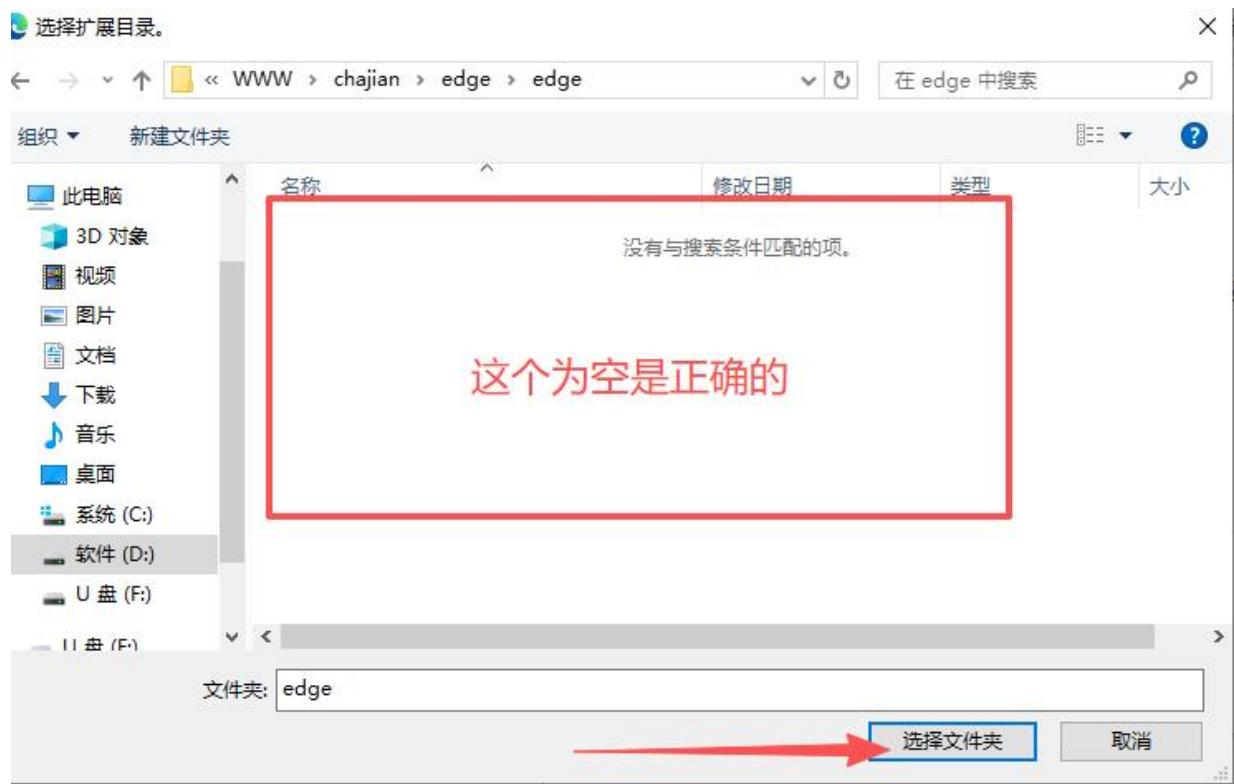 选择扩展目录。
« WWW › chajian › edge › edge
在 edge 中搜索
组织
新建文件夹
名称
修改日期
类型
大小
没有与搜索条件匹配的项。
这个为空是正确的
此电脑
3D 对象
视频
图片
文档
下载
音乐
桌面
系统 (C:)
软件 (D:)
U 盘 (F:)
U 盘 (F:)
文件夹: edge
选择文件夹
取消